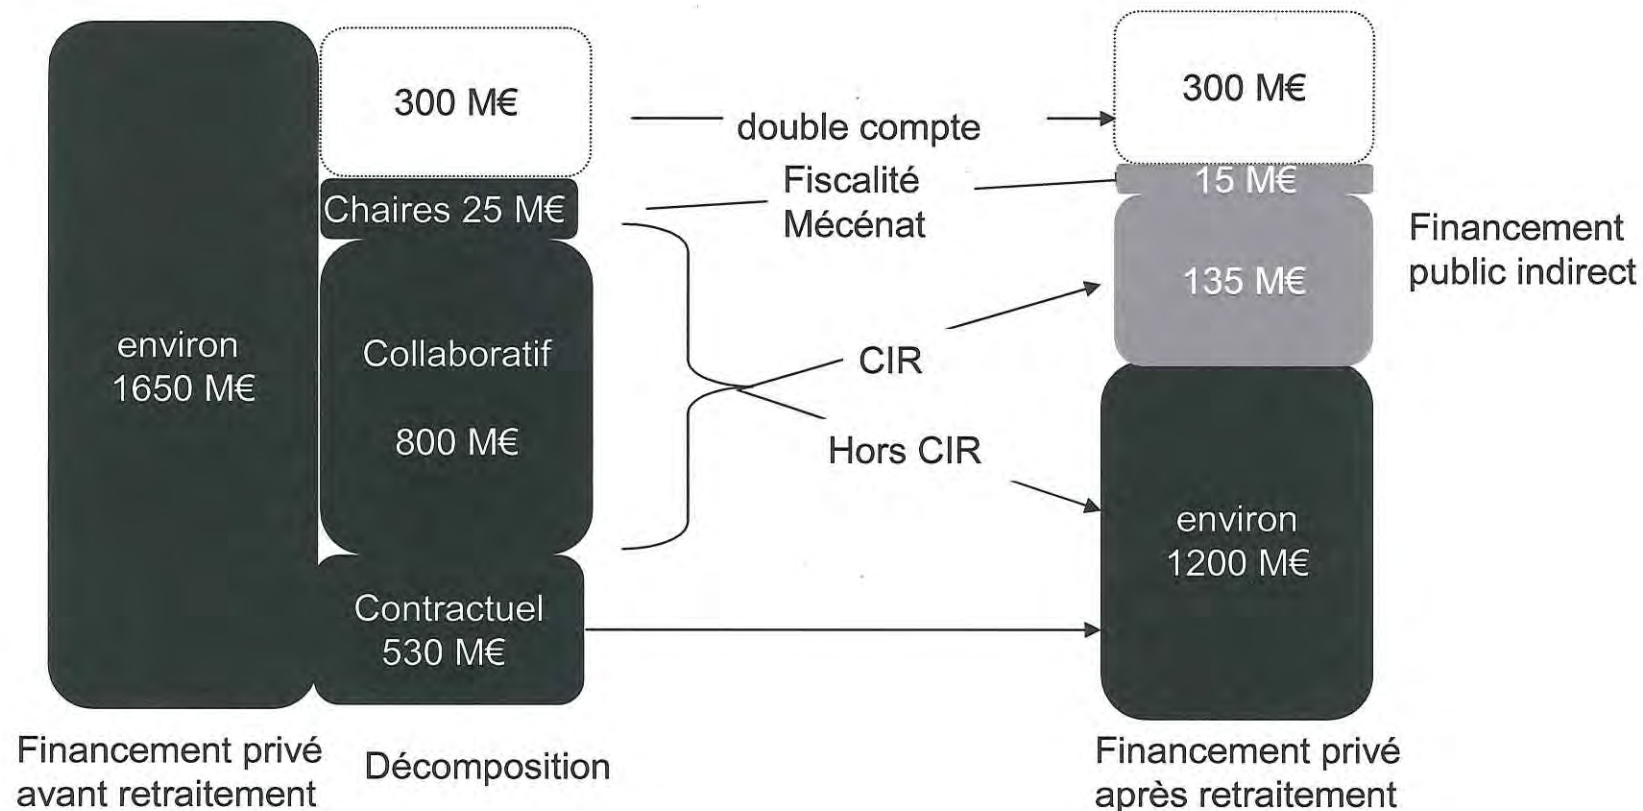 300 M€
Chaires 25 M€
environ
1650 M€
Collaboratif
800 M€
Contractuel
530 M€
double compte
Fiscalité
Mécénat
CIR
Hors CIR
300 M€
15 M€
135 M€
environ
1200 M€
Financement
public indirect
Financement privé
avant retraitement
Décomposition
Financement privé
après retraitement